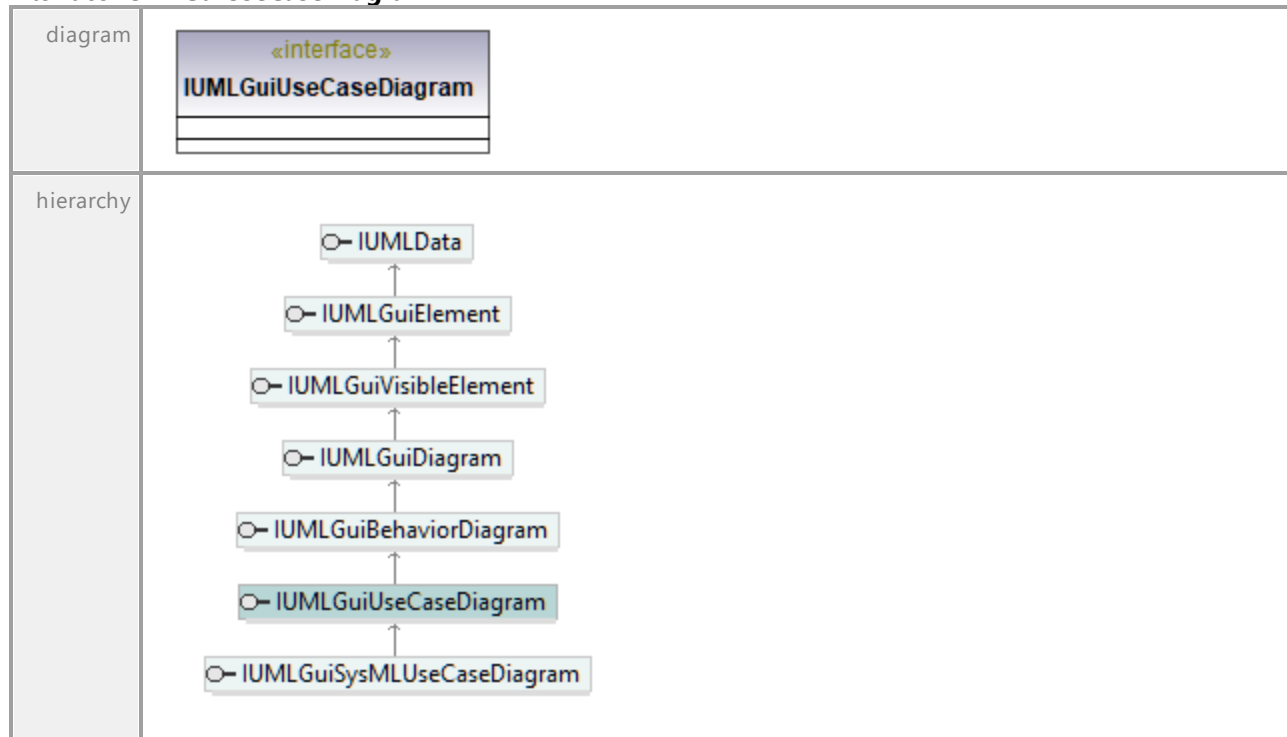 diagram
«interface»
IUMLGuiUseCaseDiagram
hierarchy
IUMLData
IUMLGuiElement
IUMLGuiVisibleElement
IUMLGuiDiagram
IUMLGuiBehaviorDiagram
IUMLGuiUseCaseDiagram
IUMLGuiSysMLUseCaseDiagram